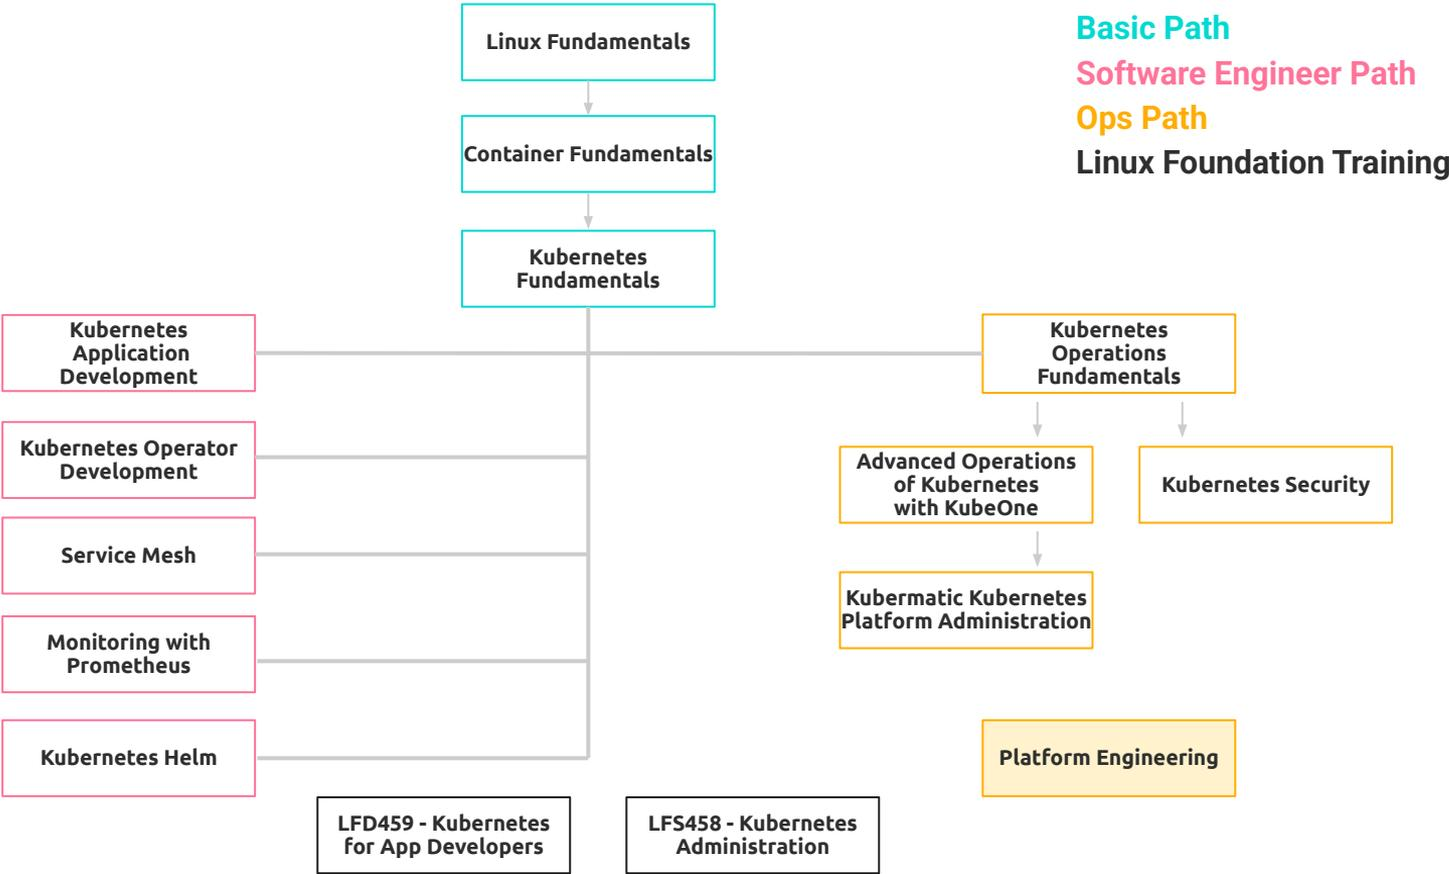 Linux Fundamentals
Basic Path
Software Engineer Path
Ops Path
Linux Foundation Training
Container Fundamentals
Kubernetes
Fundamentals
Kubernetes
Application
Development
Kubernetes
Operations
Fundamentals
Kubernetes Operator
Development
Advanced Operations
of Kubernetes
with KubeOne
Kubernetes Security
Service Mesh
Kubermatic Kubernetes
Platform Administration
Monitoring with
Prometheus
Kubernetes Helm
Platform Engineering
LFD459 - Kubernetes
for App Developers
LFS458 - Kubernetes
Administration